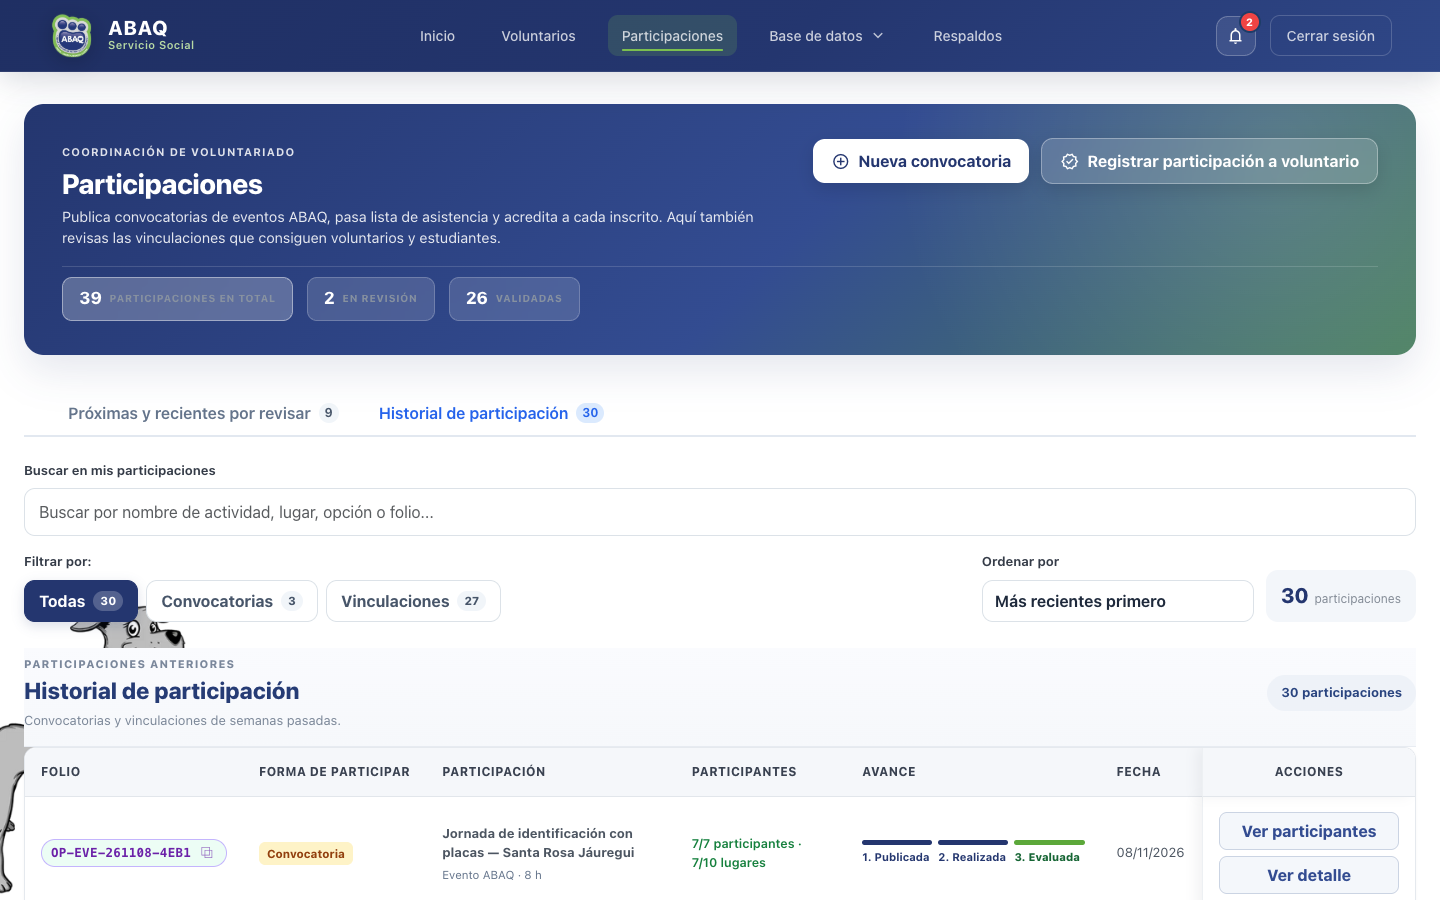 ABAQ
ABAQ
Servicio Social
Inicio
Voluntarios
Participaciones
Base de datos
Respaldos
2
Cerrar sesión
COORDINACIÓN DE VOLUNTARIADO
Participaciones
Publica convocatorias de eventos ABAQ, pasa lista de asistencia y acredita a cada inscrito. Aquí también
revisas las vinculaciones que consiguen voluntarios y estudiantes.
Nueva convocatoria
Registrar participación a voluntario
39 PARTICIPACIONES EN TOTAL
2 EN REVISIÓN
26 VALIDADAS
Próximas y recientes por revisar 9
Historial de participación 30
Buscar en mis participaciones
Buscar por nombre de actividad, lugar, opción o folio...
Filtrar por:
Todas 30
Convocatorias 3
Vinculaciones 27
Ordenar por
Más recientes primero
30 participaciones
PARTICIPACIONES ANTERIORES
Historial de participación
Convocatorias y vinculaciones de semanas pasadas.
30 participaciones
FOLIO
FORMA DE PARTICIPAR
PARTICIPACIÓN
PARTICIPANTES
AVANCE
FECHA
ACCIONES
OP-EVE-261108-4EB1
Convocatoria
Jornada de identificación con
placas — Santa Rosa Jáuregui
Evento ABAQ · 8 h
7/7 participantes ·
7/10 lugares
1. Publicada
2. Realizada
3. Evaluada
08/11/2026
Ver participantes
Ver detalle